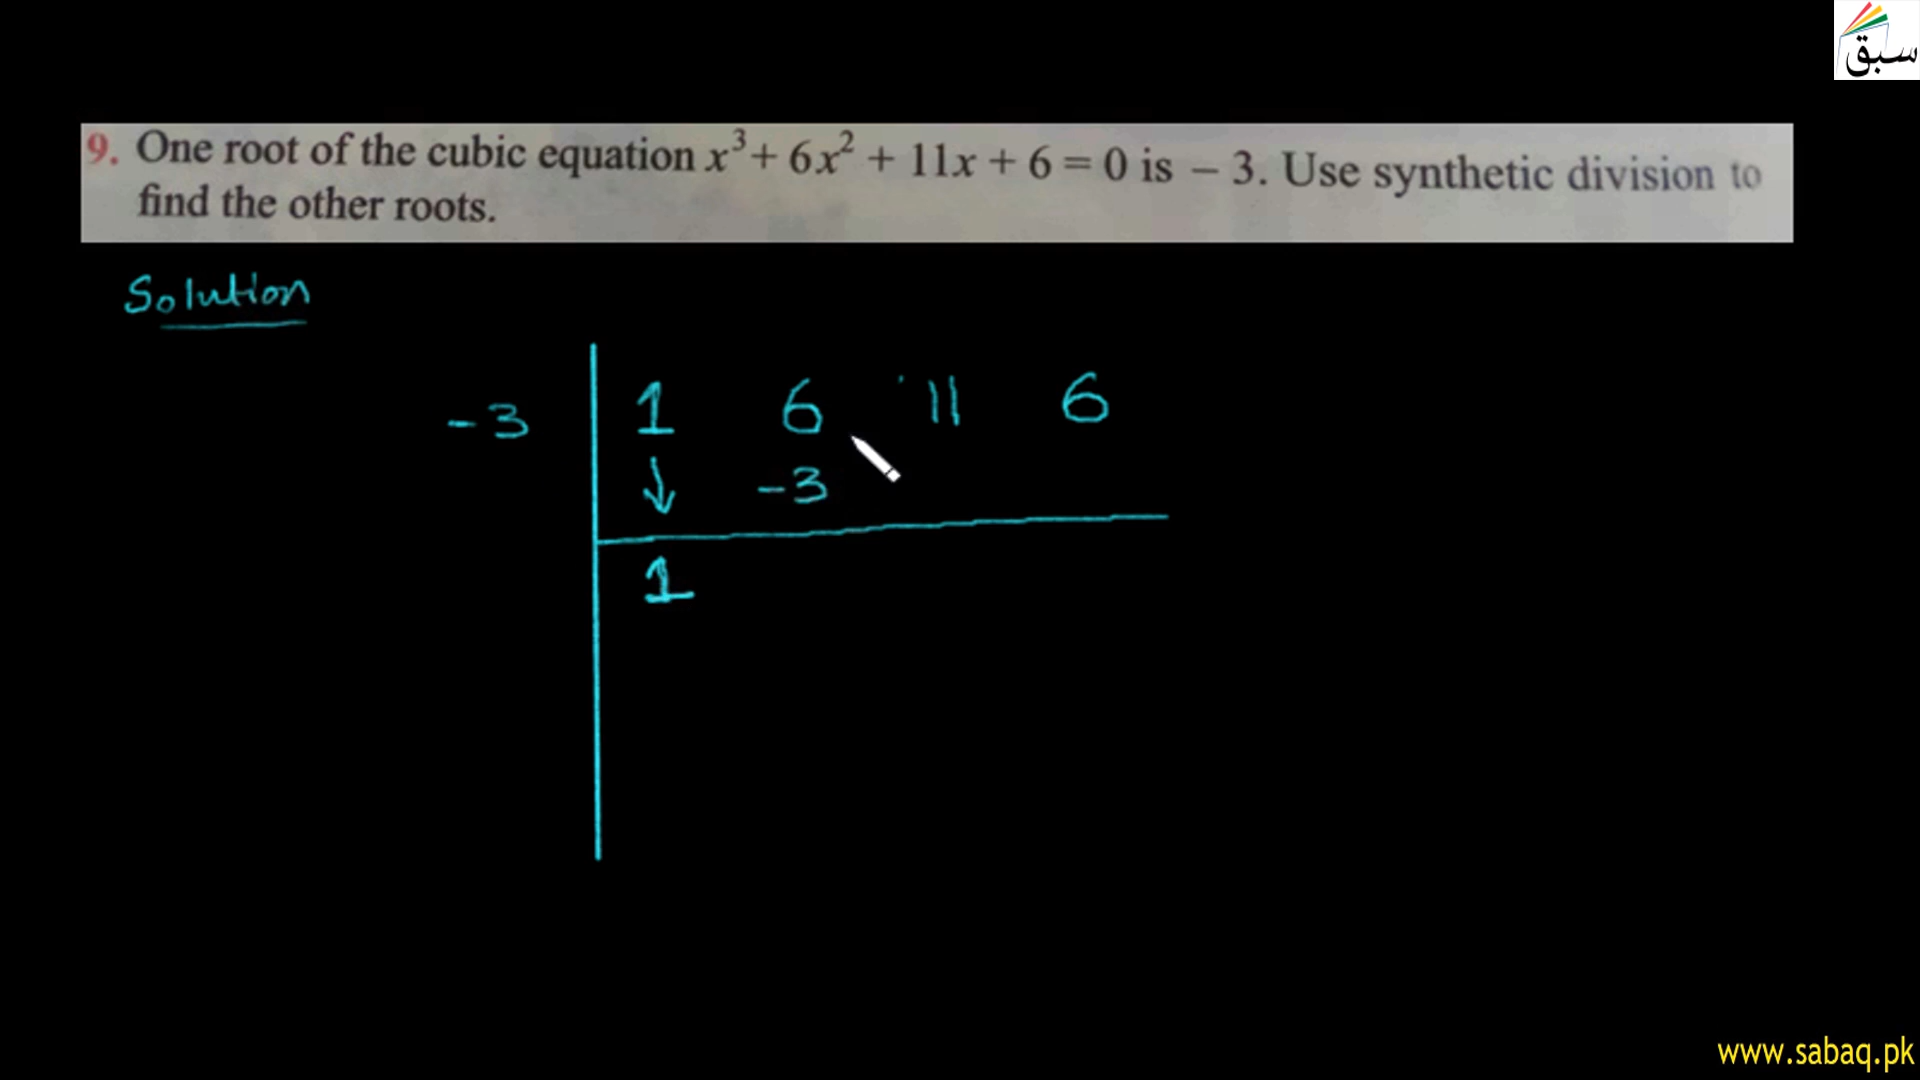 سبق
9. One root of the cubic equation x³ + 6x² + 11x + 6 = 0 is – 3. Use synthetic division to
find the other roots.
Solution
-3 1 6 11 6
↓ -3
1
www.sabaq.pk